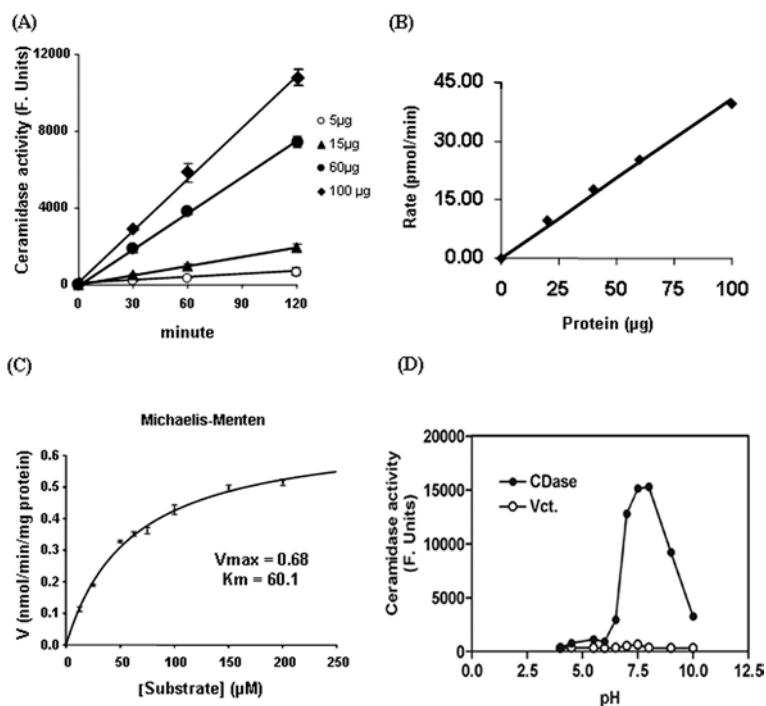 (A)
12000
8000
4000
0
Ceramidase activity (F. Units)
0 30 60 90 120
minute
5µg
15µg
60µg
100 µg
(B)
45.00
30.00
15.00
0.00
Rate (pmol/min)
0 25 50 75 100
Protein (µg)
(C)
Michaelis-Menten
0.6
0.5
0.4
0.3
0.2
0.1
0.0
V (nmol/min/mg protein)
Vmax = 0.68
Km = 60.1
0 50 100 150 200 250
[Substrate] (µM)
(D)
20000
15000
10000
5000
0
Ceramidase activity
(F. Units)
CDase
Vct.
0.0 2.5 5.0 7.5 10.0 12.5
pH